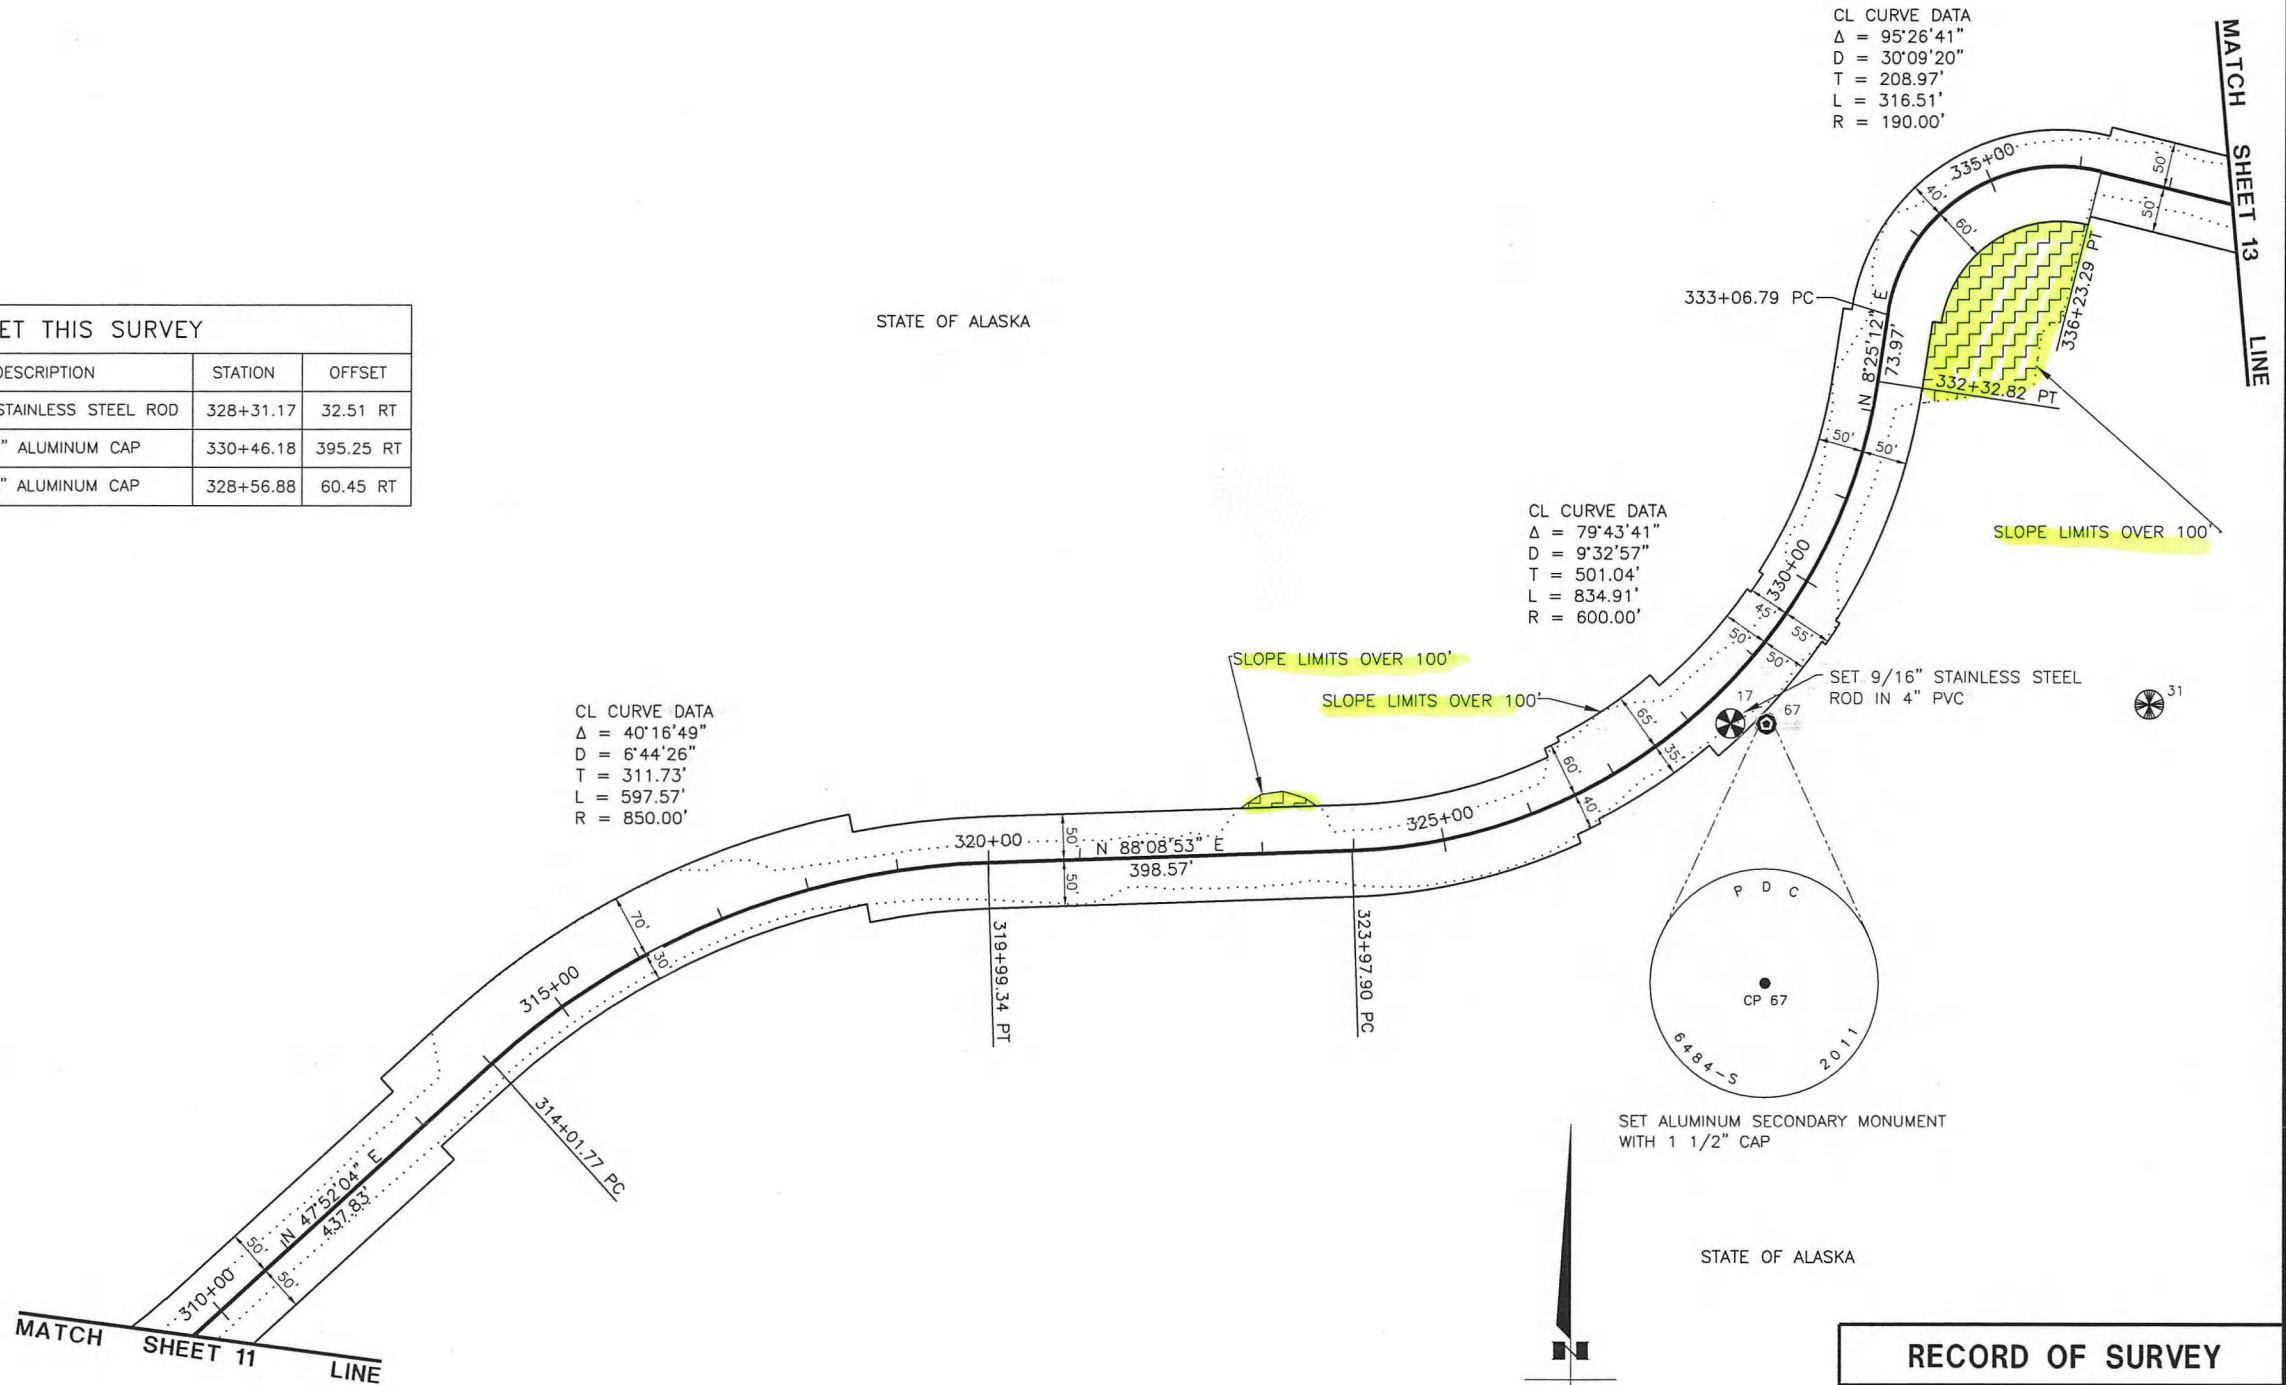 CL CURVE DATA
Δ = 95°26'41"
D = 30°09'20"
T = 208.97'
L = 316.51'
R = 190.00'
MATCH SHEET 13 LINE
335+00
50'
50'
40'
60'
336+23.29 PT
333+06.79 PC
N 8°25'12" E
73.97'
332+32.82 PT
50'
50'
SLOPE LIMITS OVER 100'
ET THIS SURVEY
DESCRIPTION STATION OFFSET
STAINLESS STEEL ROD 328+31.17 32.51 RT
" ALUMINUM CAP 330+46.18 395.25 RT
" ALUMINUM CAP 328+56.88 60.45 RT
STATE OF ALASKA
CL CURVE DATA
Δ = 79°43'41"
D = 9°32'57"
T = 501.04'
L = 834.91'
R = 600.00'
330+00
45'
55'
50'
50'
SLOPE LIMITS OVER 100'
SLOPE LIMITS OVER 100'
SET 9/16" STAINLESS STEEL
ROD IN 4" PVC
17
67
31
65'
35'
60'
40'
CL CURVE DATA
Δ = 40°16'49"
D = 6°44'26"
T = 311.73'
L = 597.57'
R = 850.00'
325+00
320+00
50'
50'
N 88°08'53" E
398.57'
319+99.34 PT
323+97.90 PC
70'
30'
315+00
314+01.77 PC
P D C
CP 67
6484-S
2011
SET ALUMINUM SECONDARY MONUMENT
WITH 1 1/2" CAP
N 47°52'04" E
437.83'
50'
50'
310+00
MATCH SHEET 11 LINE
N
STATE OF ALASKA
RECORD OF SURVEY